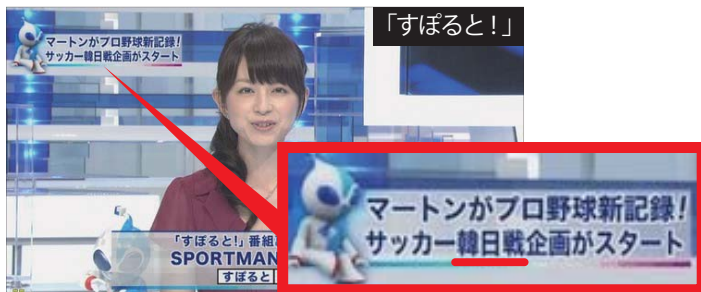 「すぽると!」
マートンがプロ野球新記録!
サッカー韓日戦企画がスタート
マートンがプロ野球新記録!
サッカー韓日戦企画がスタート
「すぽると!」番組
SPORTMAN
すぽると